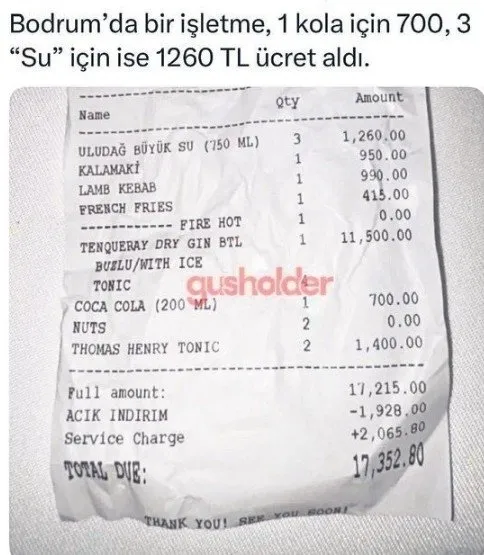 Bodrum’da bir işletme, 1 kola için 700, 3
“Su” için ise 1260 TL ücret aldı.
Name Qty Amount
ULUDAĞ BÜYÜK SU (750 ML) 3 1,260.00
KALAMAKİ 1 950.00
LAMB KEBAB 1 990.00
FRENCH FRIES 1 415.00
------------ FIRE HOT 1 0.00
TENQUERAY DRY GIN BTL 1 11,500.00
BUZLU/WITH ICE
TONIC
gusholder
COCA COLA (200 ML) 1 700.00
NUTS 2 0.00
THOMAS HENRY TONIC 2 1,400.00
Full amount: 17,215.00
ACIK INDIRIM -1,928.00
Service Charge +2,065.80
TOTAL DUE: 17,352.80
THANK YOU! SEE YOU SOON!